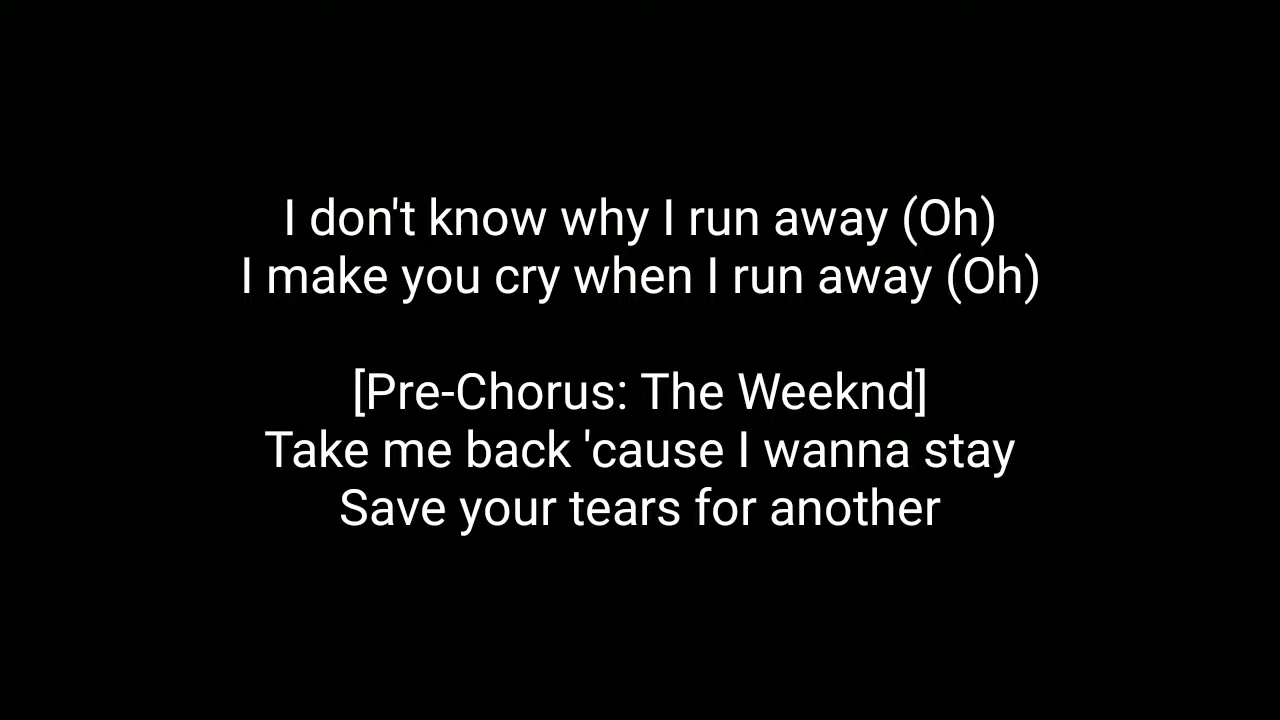 I don't know why I run away (Oh)
I make you cry when I run away (Oh)
[Pre-Chorus: The Weeknd]
Take me back 'cause I wanna stay
Save your tears for another